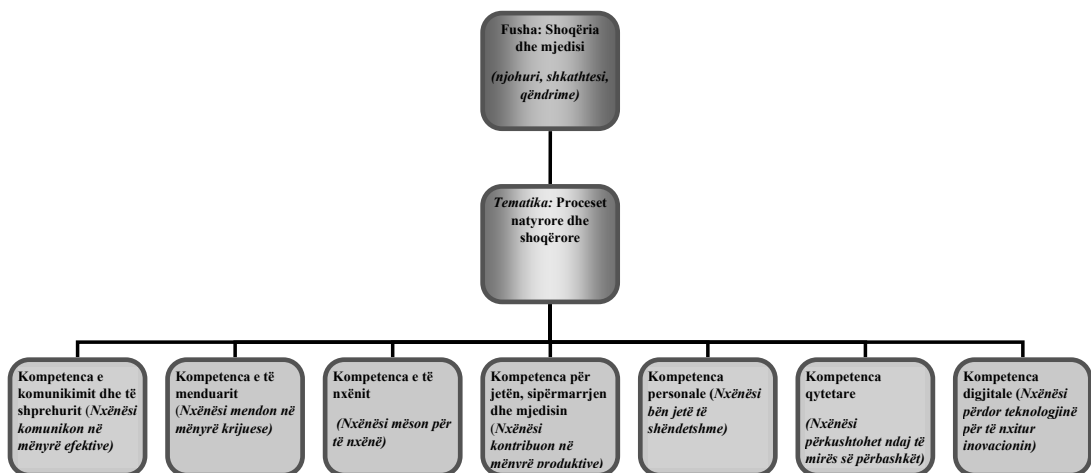 Fusha: Shoqëria
dhe mjedisi
(njohuri, shkathtesi,
qëndrime)
Tematika: Proceset
natyrore dhe
shoqërore
Kompetenca e
komunikimit dhe të
shprehurit (Nxënësi
komunikon në
mënyrë efektive)
Kompetenca e të
menduarit
(Nxënësi mendon në
mënyrë krijuese)
Kompetenca e të
nxënit
(Nxënësi mëson për
të nxënë)
Kompetenca për
jetën, sipërmarrjen
dhe mjedisin
(Nxënësi
kontribuon në
mënyrë produktive)
Kompetenca
personale (Nxënësi
bën jetë të
shëndetshme)
Kompetenca
qytetare
(Nxënësi
përkushtohet ndaj të
mirës së përbashkët)
Kompetenca
digjitale (Nxënësi
përdor teknologjinë
për të nxitur
inovacionin)